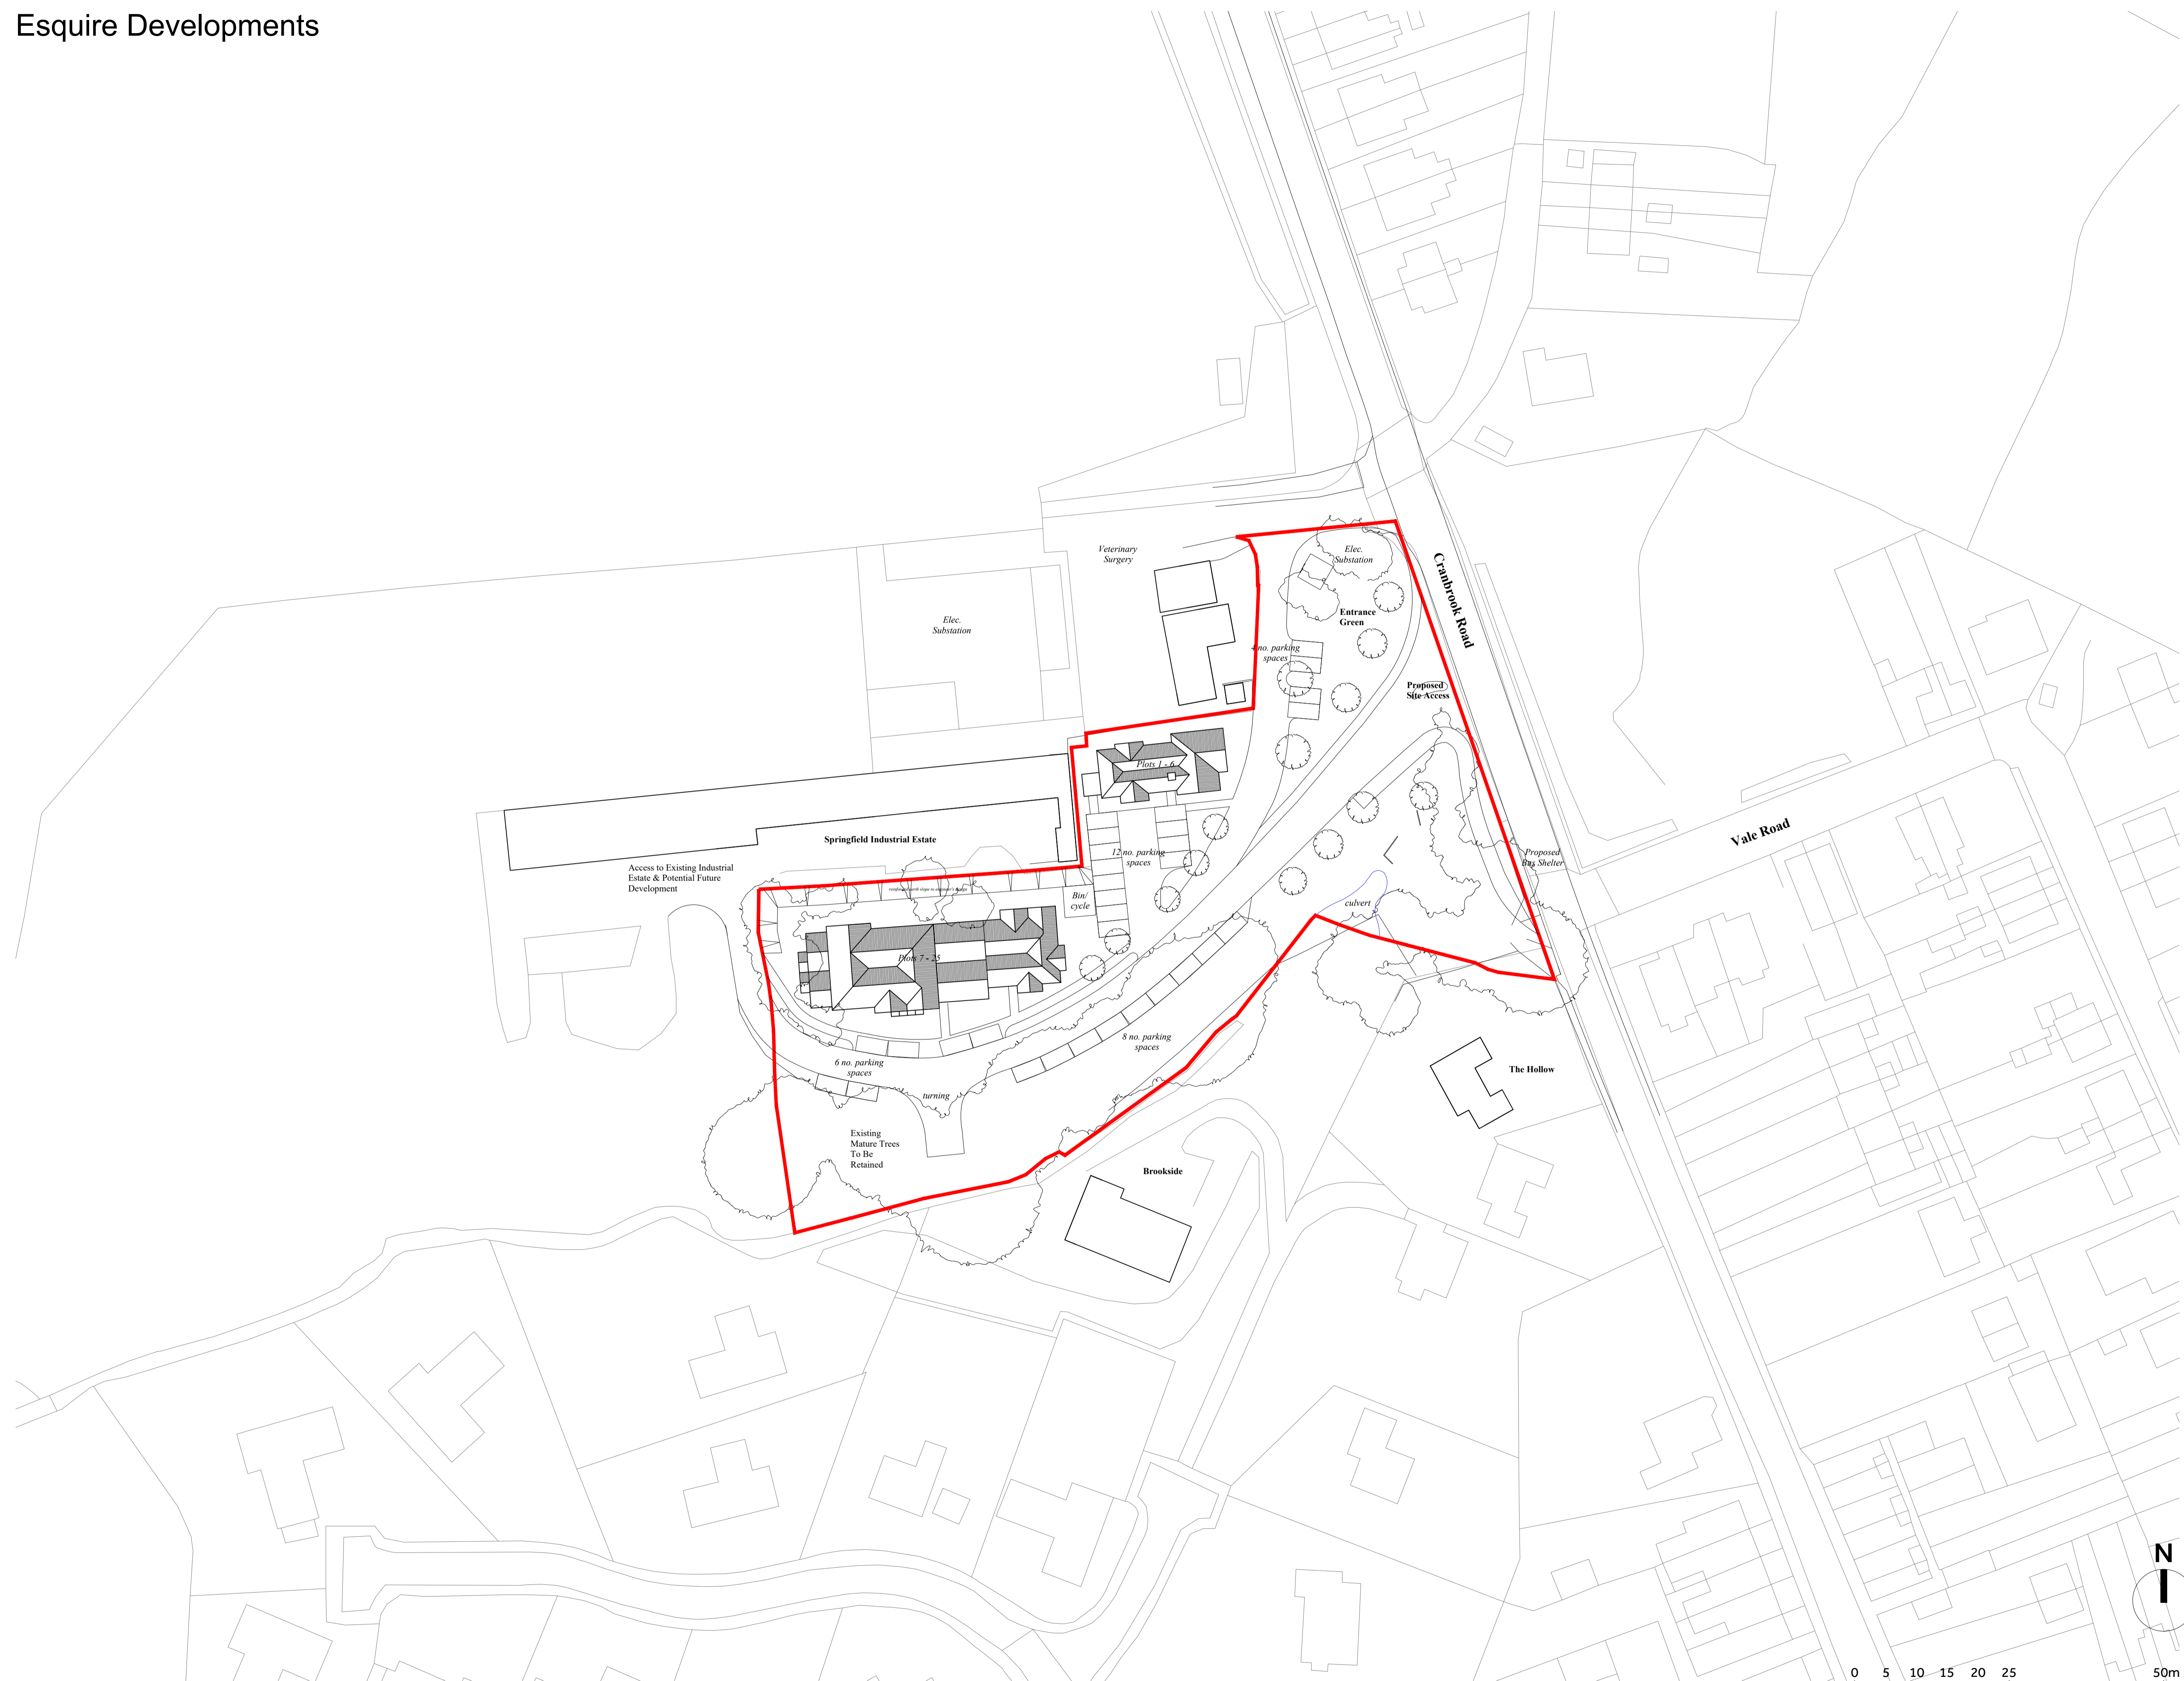 Esquire Developments
Veterinary
Surgery
Elec.
Substation
Entrance
Green
Cranbrook Road
Elec.
Substation
4 no. parking
spaces
Proposed
Site Access
Plots 1 - 6
Vale Road
Springfield Industrial Estate
12 no. parking
spaces
Proposed
Bus Shelter
Access to Existing Industrial
Estate & Potential Future
Development
Bin/
cycle
culvert
Plots 7 - 25
8 no. parking
spaces
6 no. parking
spaces
The Hollow
turning
Existing
Mature Trees
To Be
Retained
Brookside
N
0 5 10 15 20 25 50m